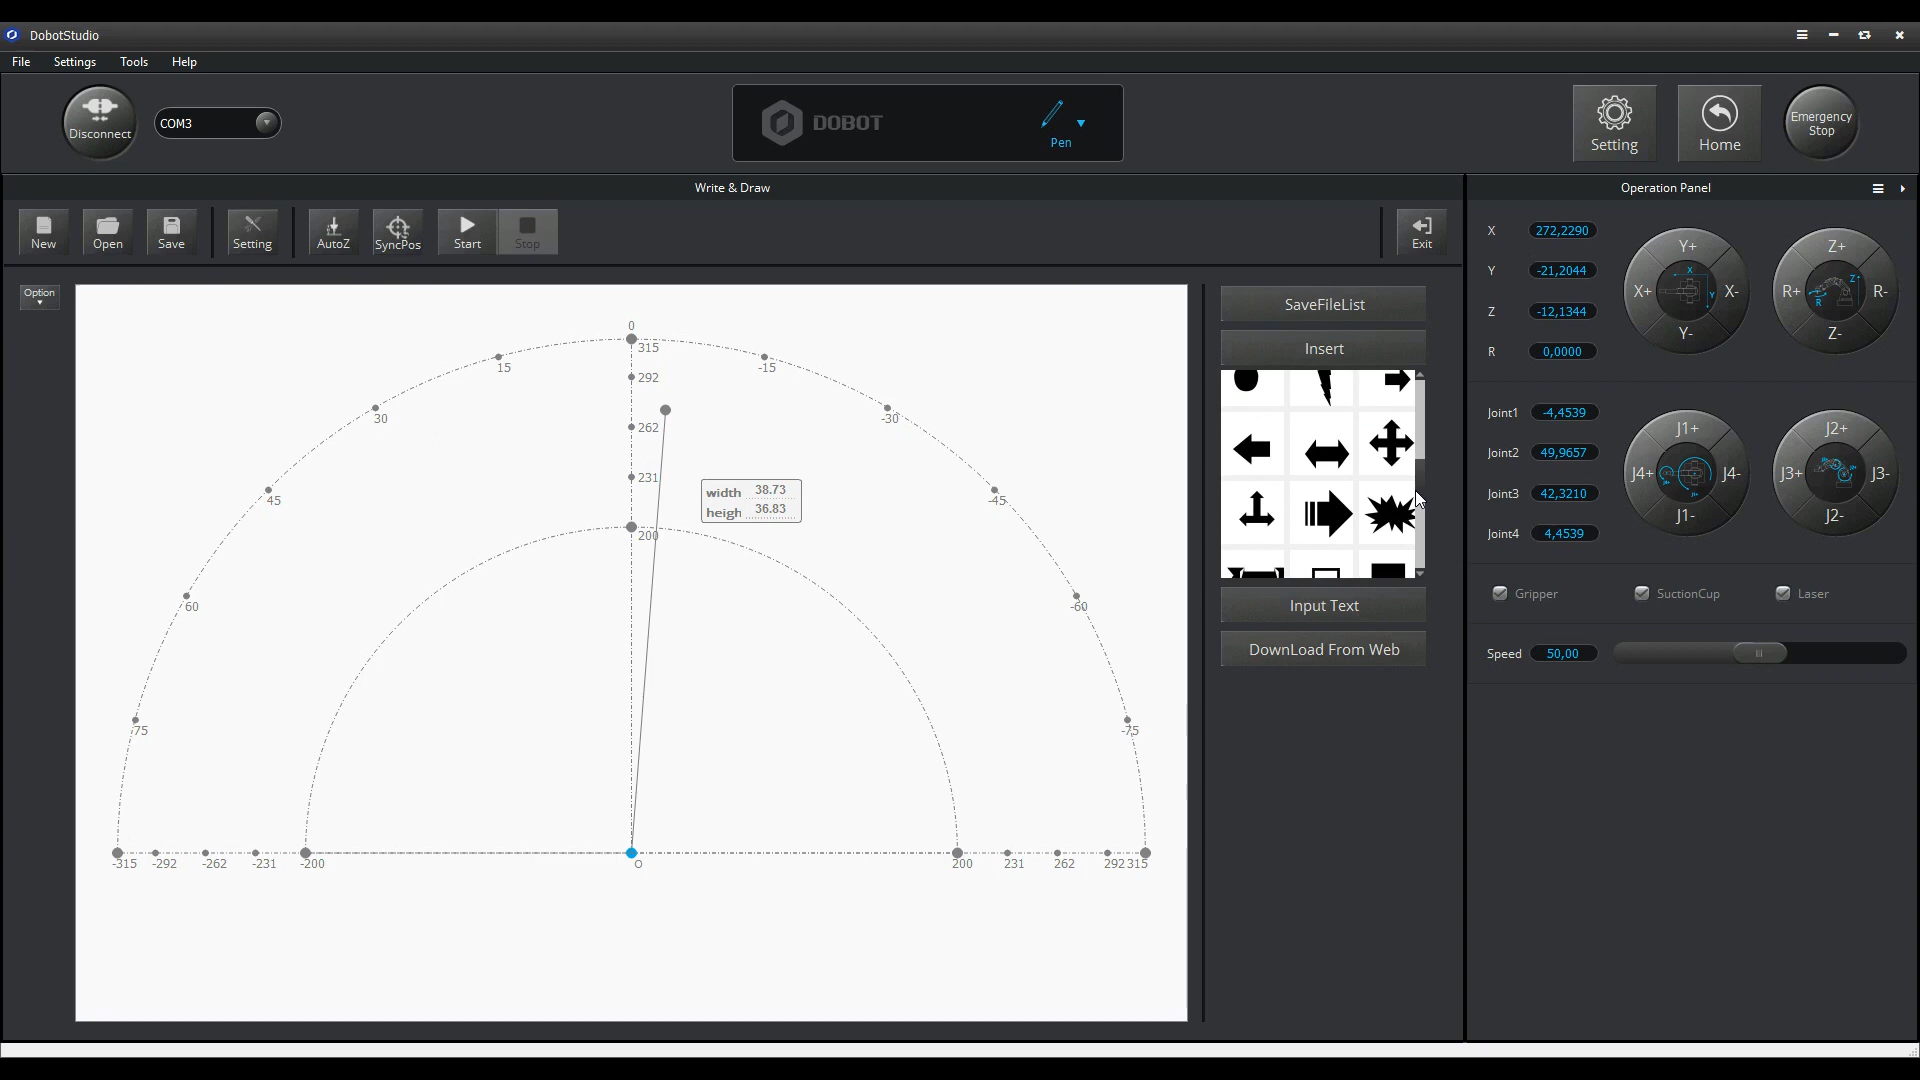 DobotStudio
File Settings Tools Help
Disconnect
COM3
DOBOT
Pen
Setting
Home
Emergency
Stop
Write & Draw
New
Open
Save
Setting
AutoZ
SyncPos
Start
Stop
Exit
Option
0
315
15
-15
292
30
-30
262
45
-45
231
width 38.73
heigh 36.83
200
60
-60
75
-75
-315 -292 -262 -231 -200 O 200 231 262 292 315
SaveFileList
Insert
Input Text
DownLoad From Web
Operation Panel
X 272,2290
Y -21,2044
Z -12,1344
R 0,0000
Y+
X+ X Y X-
Y-
Z+
R+ Z R R-
Z-
Joint1 -4,4539
Joint2 49,9657
Joint3 42,3210
Joint4 4,4539
J1+
J4+ J4-
J1-
J2+
J3+ J3-
J2-
Gripper SuctionCup Laser
Speed 50,00